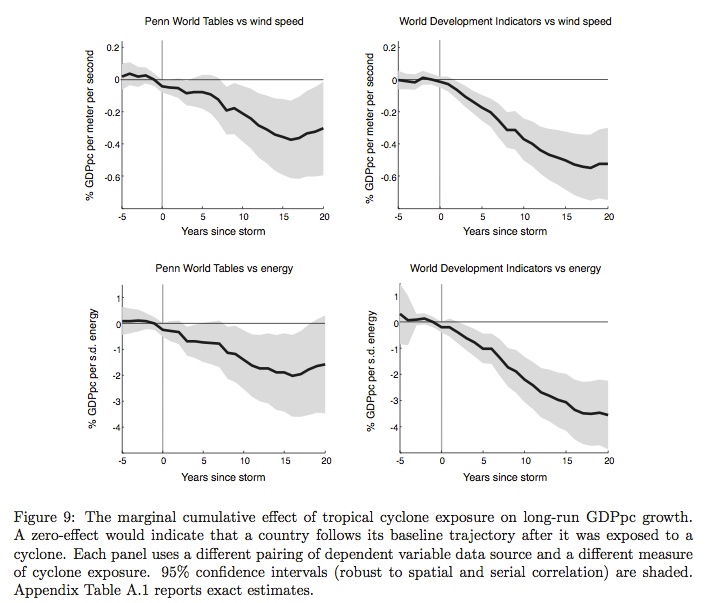 Penn World Tables vs wind speed
World Development Indicators vs wind speed
% GDPpc per meter per second
0.2
0
-0.2
-0.4
-0.6
-5
0
5
10
15
20
Years since storm
% GDPpc per meter per second
0.2
0
-0.2
-0.4
-0.6
-5
0
5
10
15
20
Years since storm
Penn World Tables vs energy
World Development Indicators vs energy
% GDPpc per s.d. energy
1
0
-1
-2
-3
-4
-5
0
5
10
15
20
Years since storm
% GDPpc per s.d. energy
1
0
-1
-2
-3
-4
-5
0
5
10
15
20
Years since storm
Figure 9: The marginal cumulative effect of tropical cyclone exposure on long-run GDPpc growth.
A zero-effect would indicate that a country follows its baseline trajectory after it was exposed to a
cyclone. Each panel uses a different pairing of dependent variable data source and a different measure
of cyclone exposure. 95% confidence intervals (robust to spatial and serial correlation) are shaded.
Appendix Table A.1 reports exact estimates.